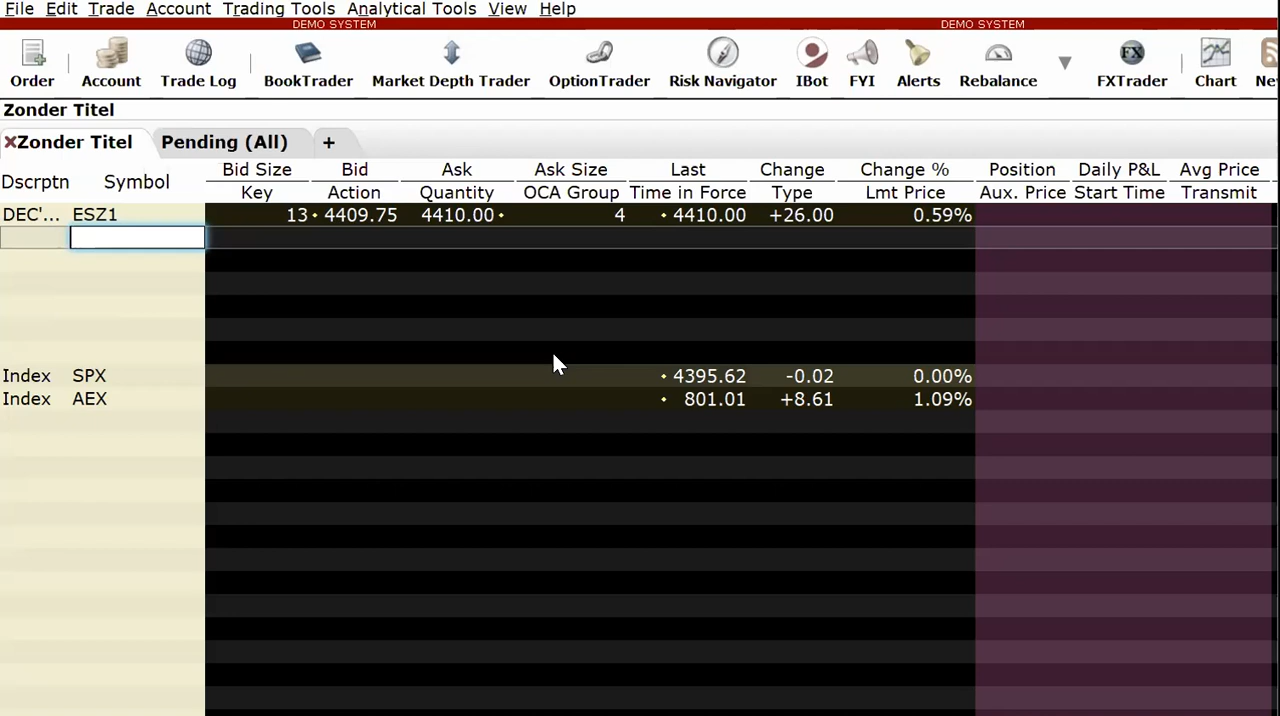 File Edit Trade Account Trading Tools Analytical Tools View Help
DEMO SYSTEM DEMO SYSTEM
Order Account Trade Log BookTrader Market Depth Trader OptionTrader Risk Navigator IBot FYI Alerts Rebalance FXTrader Chart
FX
Zonder Titel
Zonder Titel Pending (All) +
Dscrptn Symbol Bid Size Bid Ask Ask Size Last Change Change % Position Daily P&L Avg Price
Key Action Quantity OCA Group Time in Force Type Lmt Price Aux. Price Start Time Transmit
DEC'... ESZ1 13 4409.75 4410.00 4 4410.00 +26.00 0.59%
Index SPX 4395.62 -0.02 0.00%
Index AEX 801.01 +8.61 1.09%